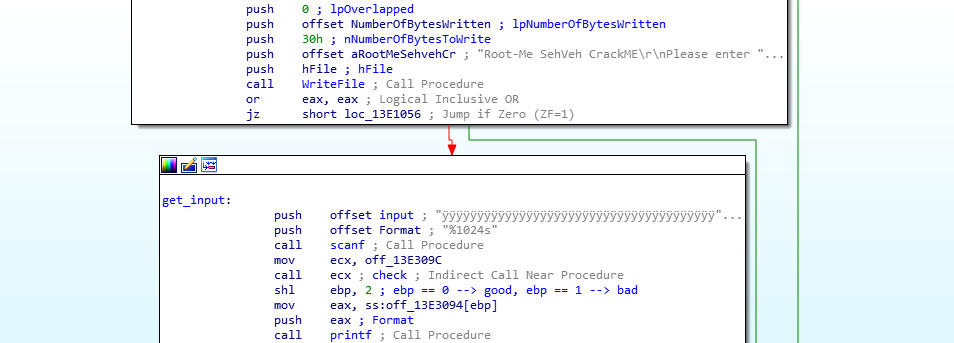 push 0 ; lpOverlapped
push offset NumberOfBytesWritten ; lpNumberOfBytesWritten
push 30h ; nNumberOfBytesToWrite
push offset aRootMeSehvehCr ; "Root-Me SehVeh CrackME\r\nPlease enter "...
push hFile ; hFile
call WriteFile ; Call Procedure
or eax, eax ; Logical Inclusive OR
jz short loc_13E1056 ; Jump if Zero (ZF=1)
get_input:
push offset input ; "ÿÿÿÿÿÿÿÿÿÿÿÿÿÿÿÿÿÿÿÿÿÿÿÿÿÿÿÿÿÿÿÿÿÿÿÿÿÿÿ"...
push offset Format ; "%1024s"
call scanf ; Call Procedure
mov ecx, off_13E309C
call ecx ; check ; Indirect Call Near Procedure
shl ebp, 2 ; ebp == 0 --> good, ebp == 1 --> bad
mov eax, ss:off_13E3094[ebp]
push eax ; Format
call printf ; Call Procedure